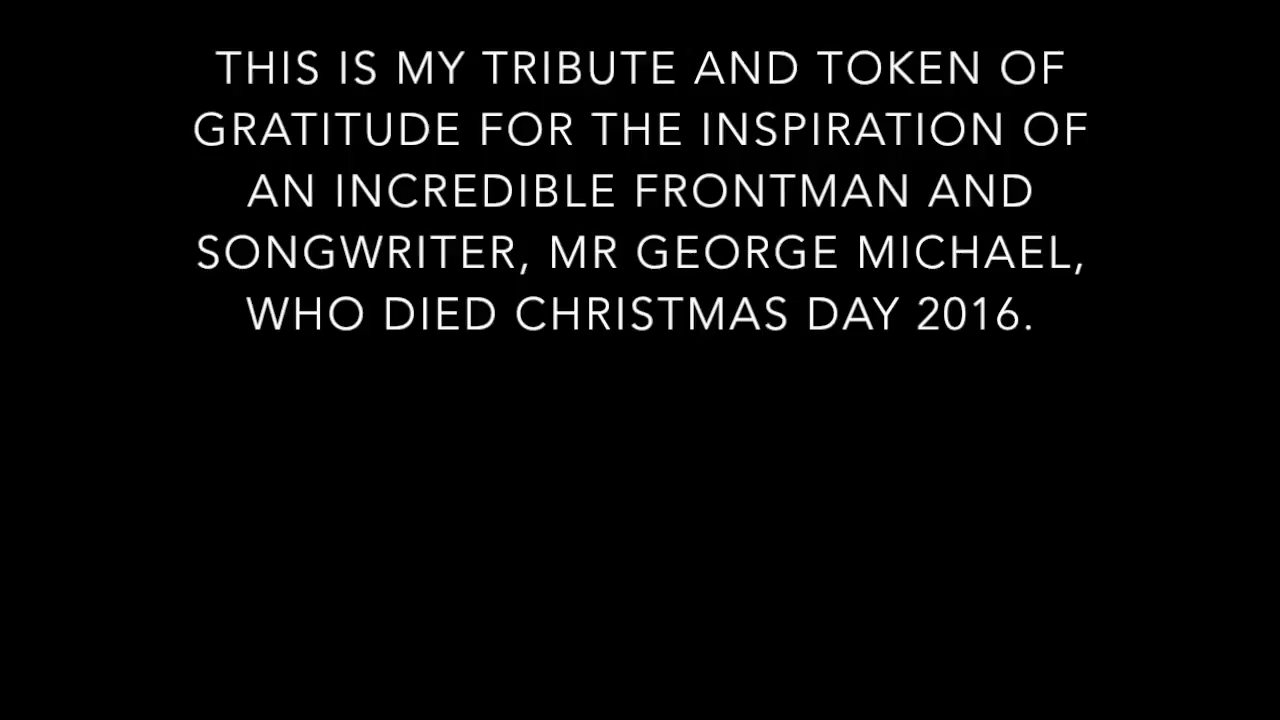 THIS IS MY TRIBUTE AND TOKEN OF
GRATITUDE FOR THE INSPIRATION OF
AN INCREDIBLE FRONTMAN AND
SONGWRITER, MR GEORGE MICHAEL,
WHO DIED CHRISTMAS DAY 2016.